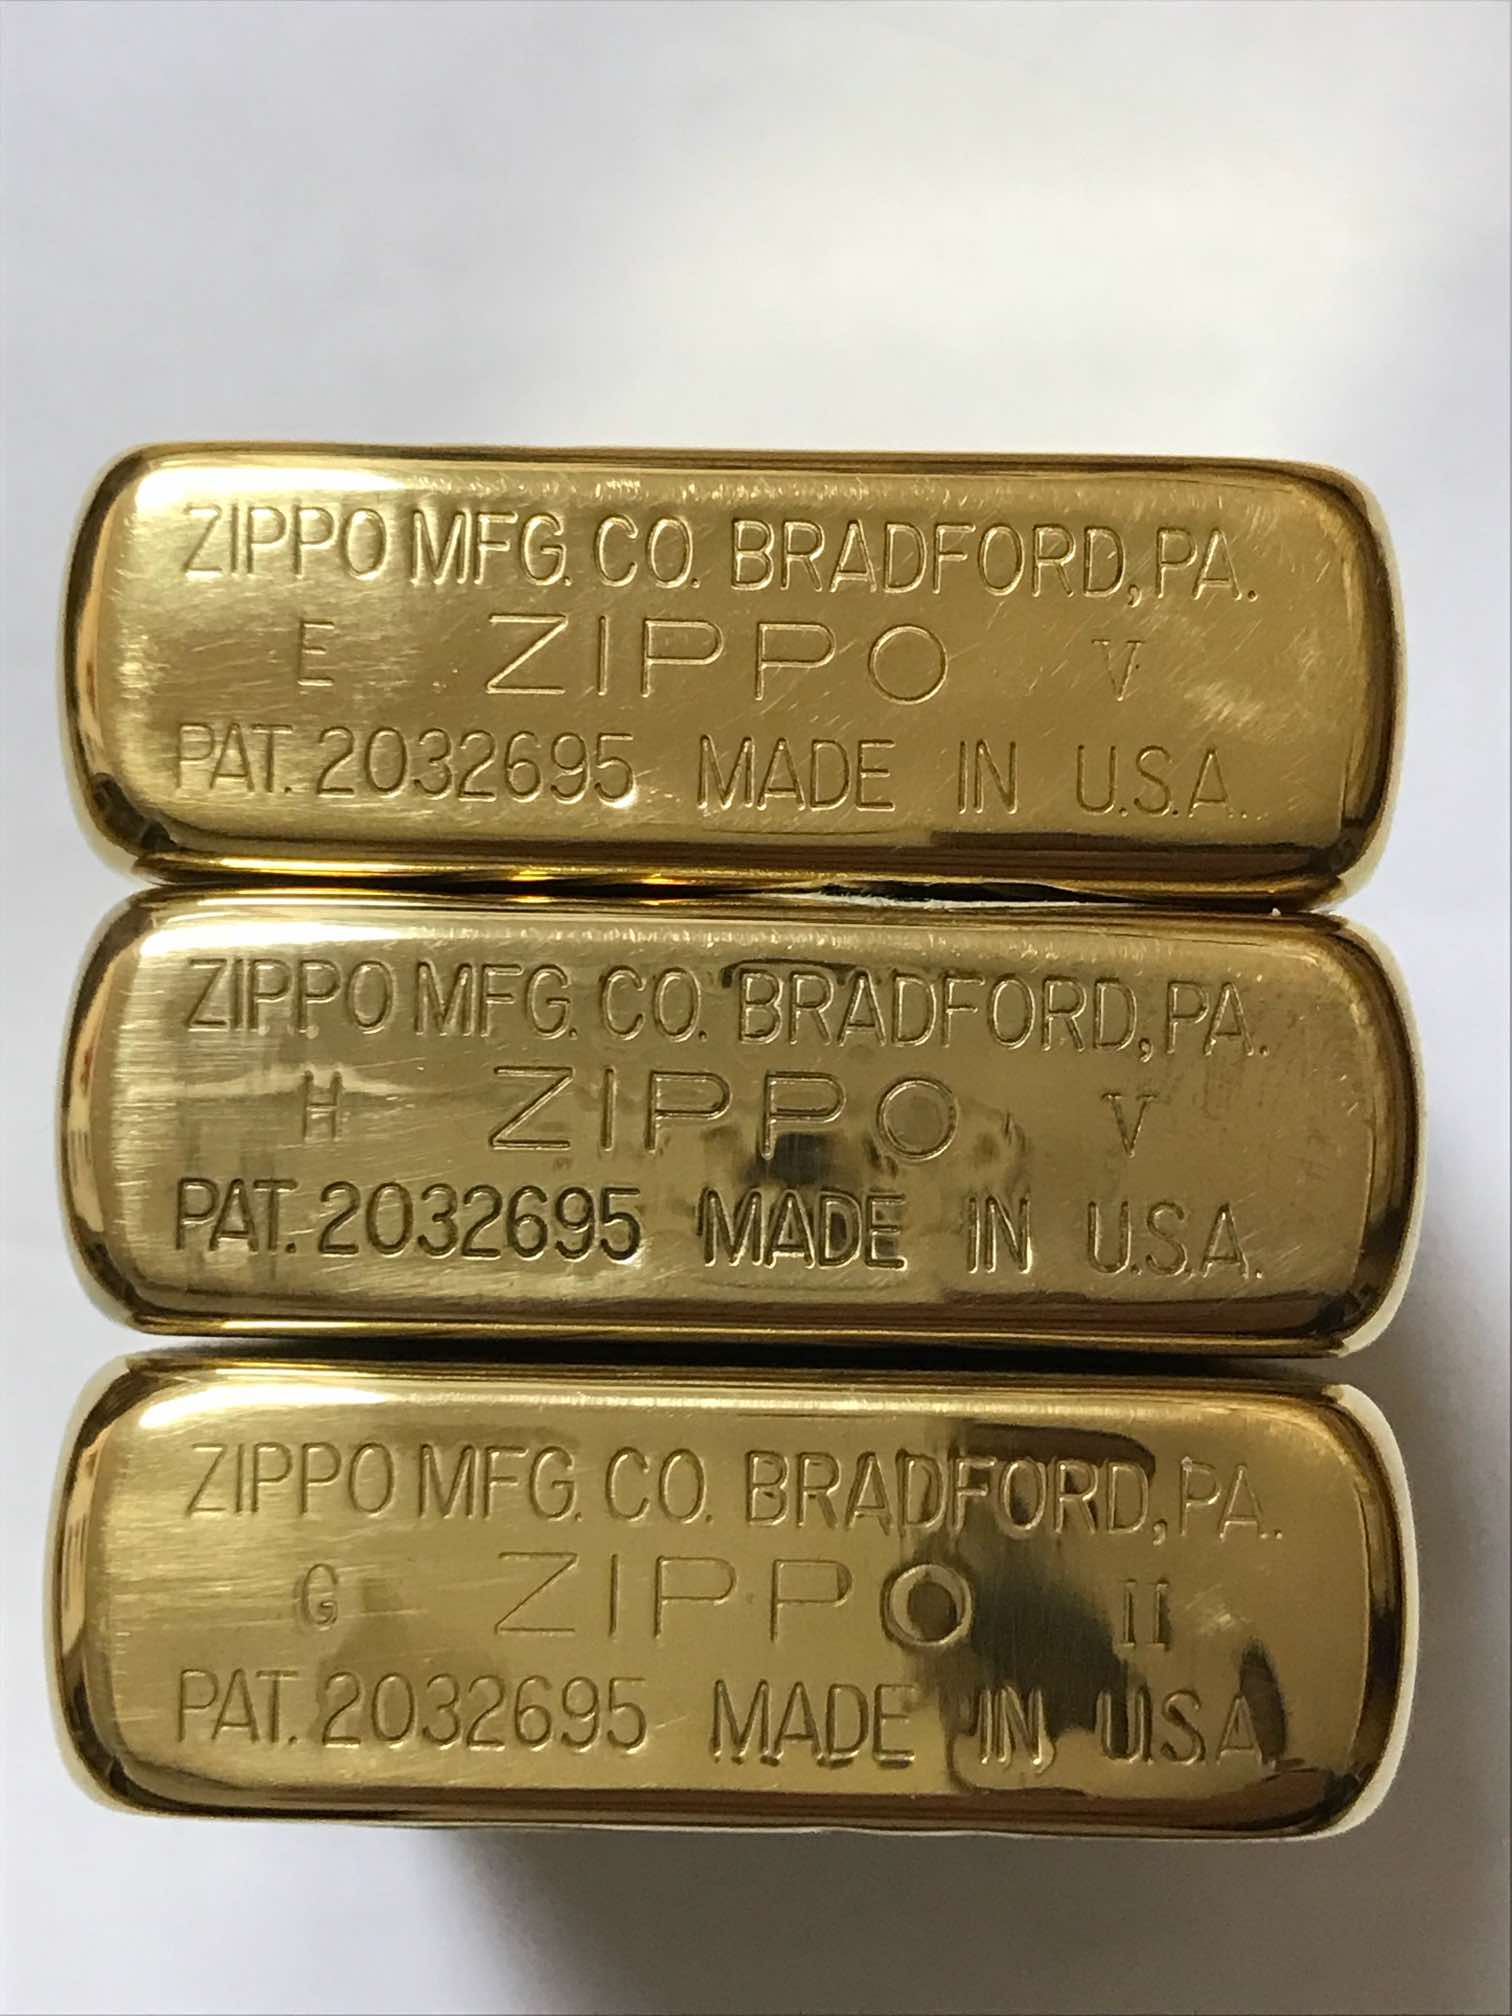 ZIPPO MFG. CO. BRADFORD, PA.
E ZIPPO V
PAT. 2032695 MADE IN U.S.A.
ZIPPO MFG. CO. BRADFORD, PA.
H ZIPPO V
PAT. 2032695 MADE IN U.S.A.
ZIPPO MFG. CO. BRADFORD, PA.
G ZIPPO II
PAT. 2032695 MADE IN U.S.A.